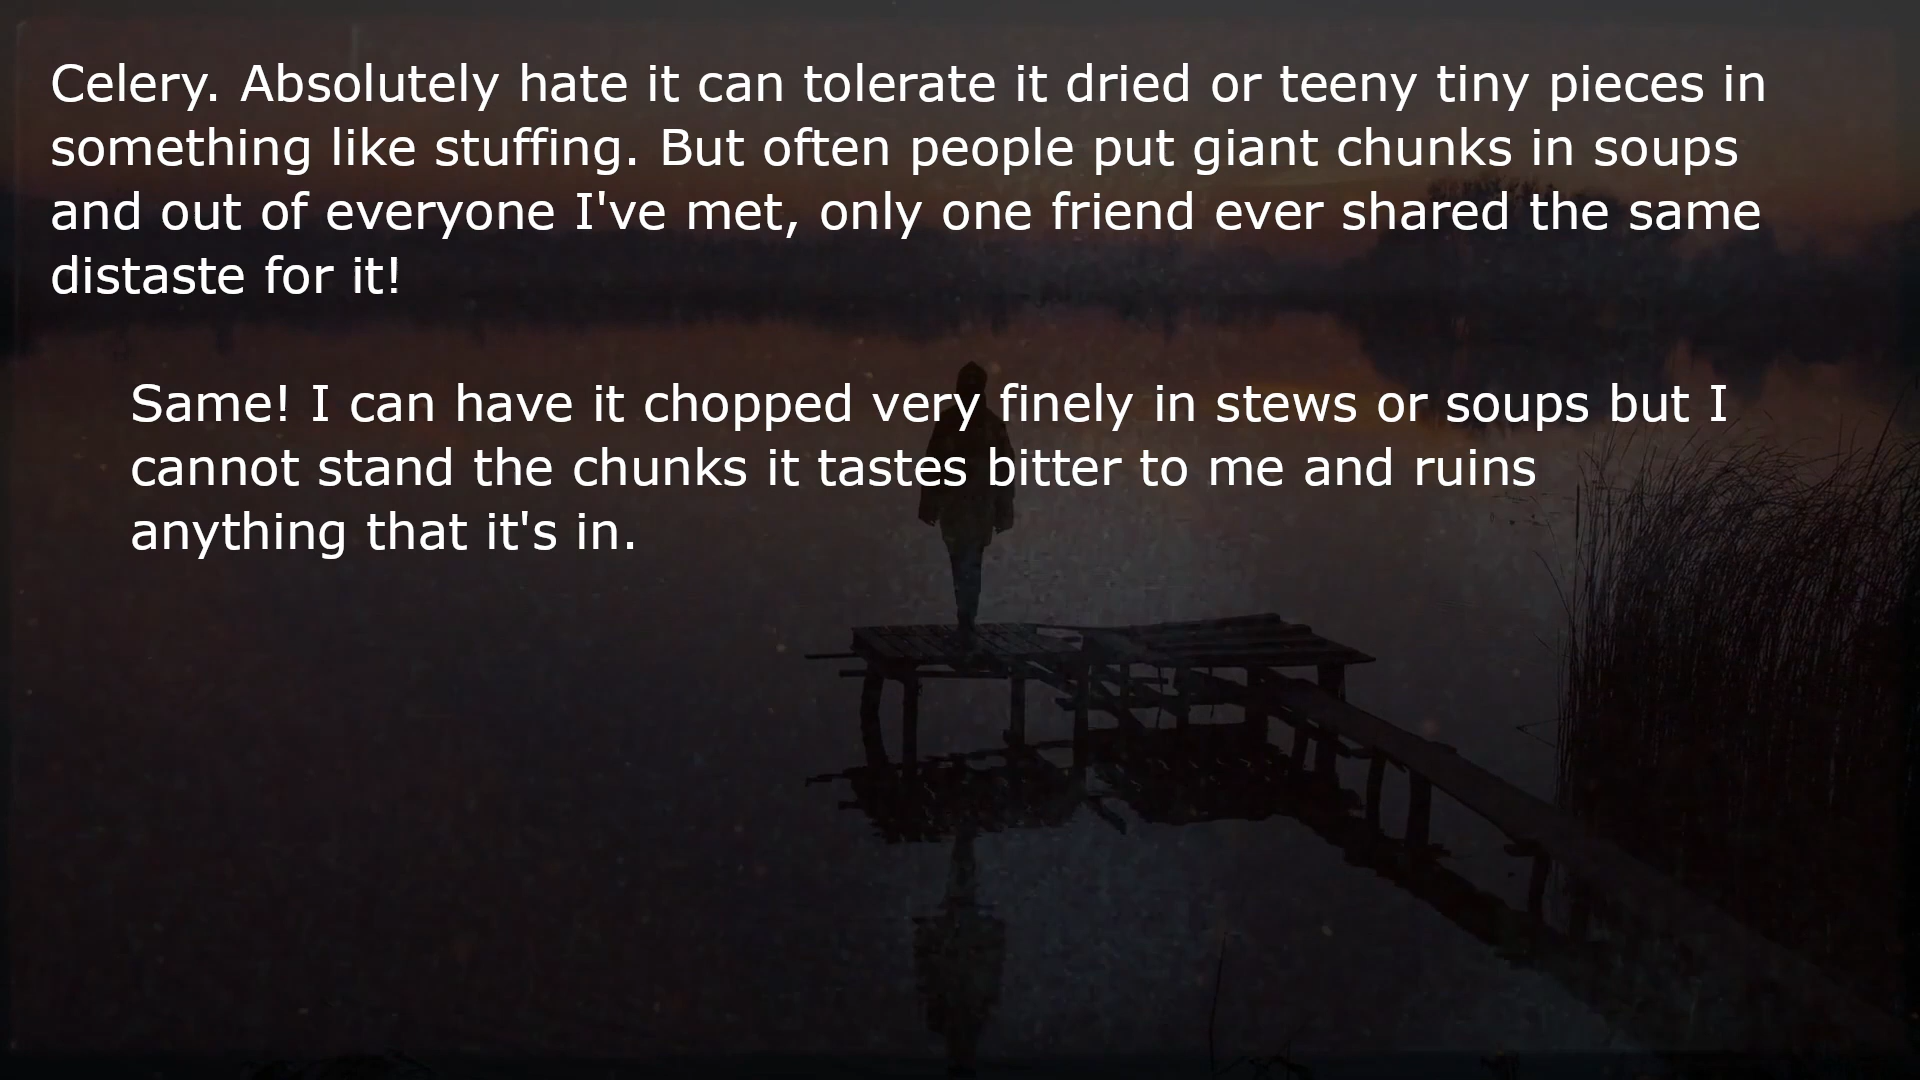 Celery. Absolutely hate it can tolerate it dried or teeny tiny pieces in
something like stuffing. But often people put giant chunks in soups
and out of everyone I've met, only one friend ever shared the same
distaste for it!
Same! I can have it chopped very finely in stews or soups but I
cannot stand the chunks it tastes bitter to me and ruins
anything that it's in.